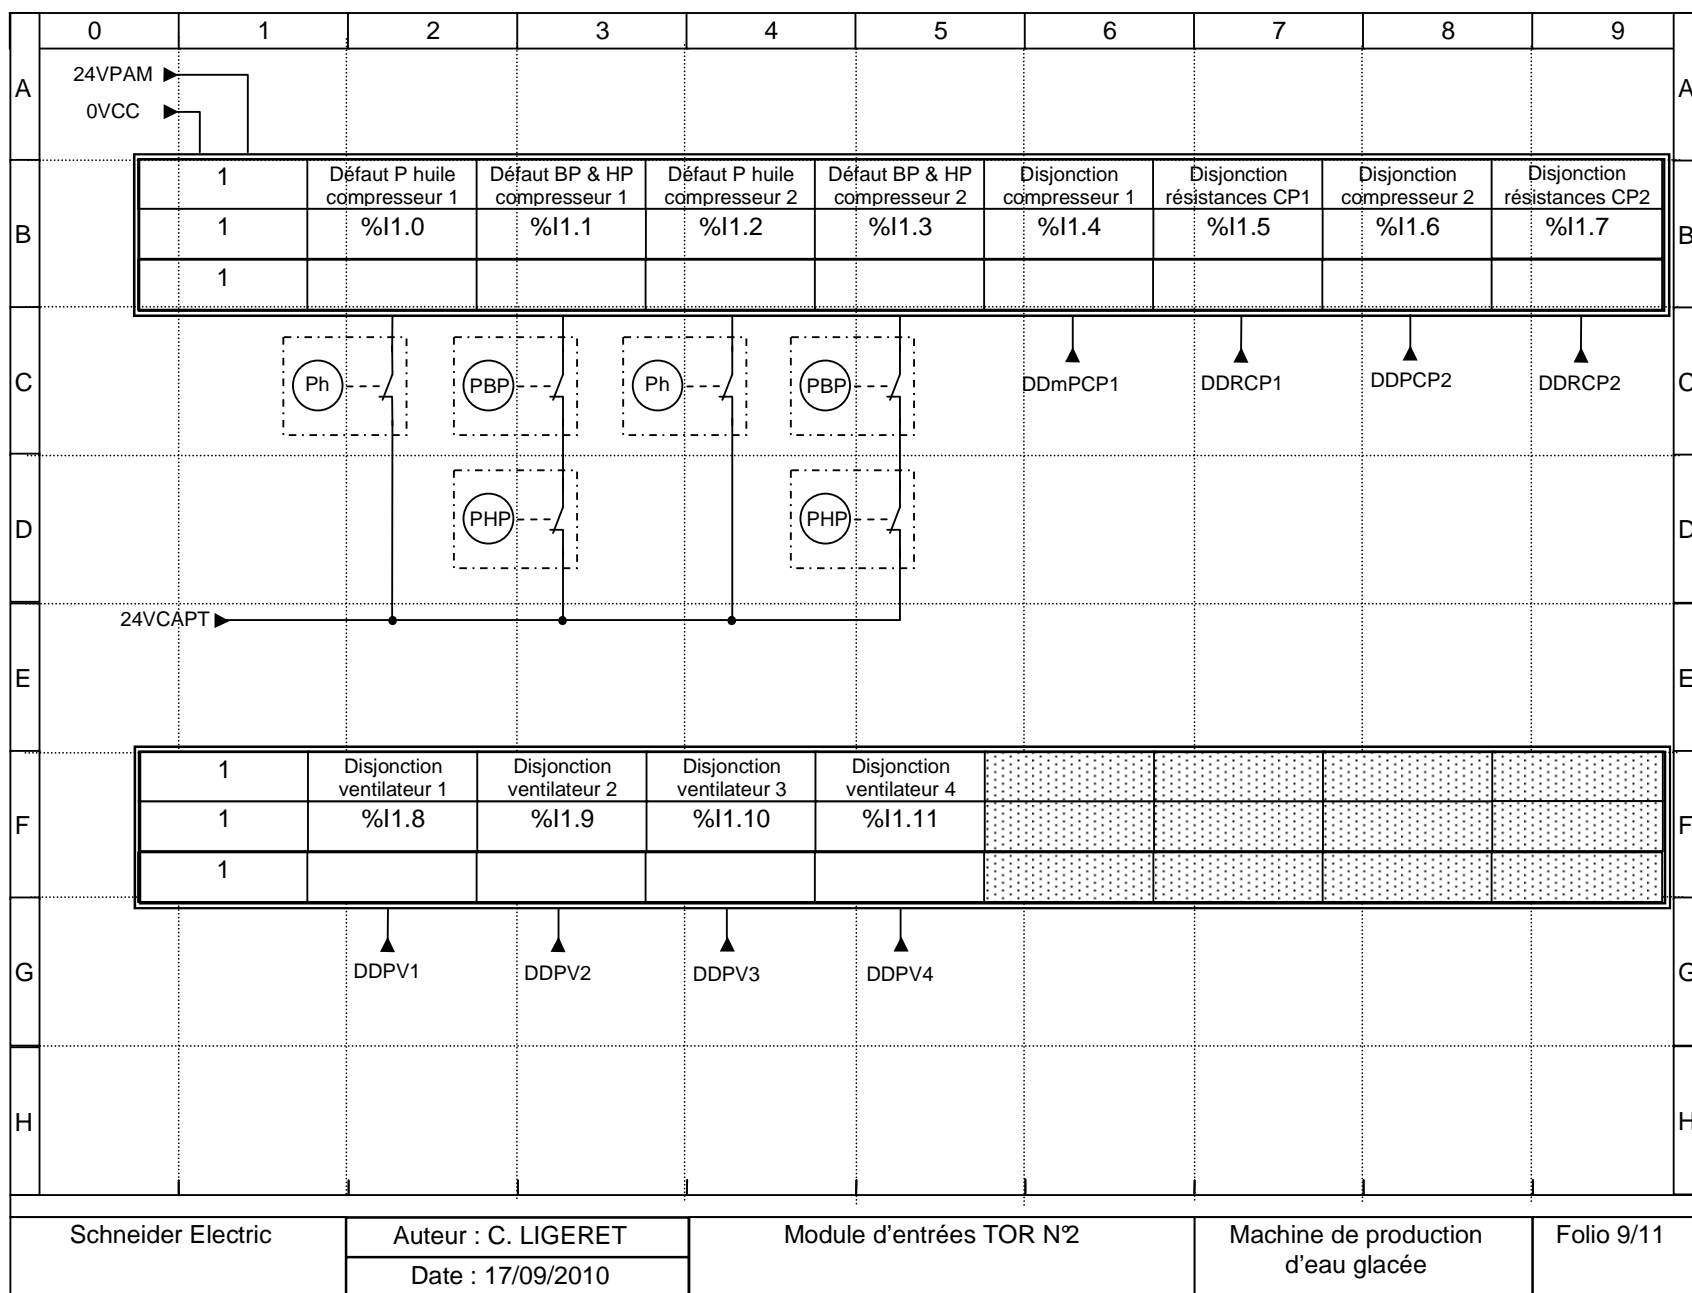 0 1 2 3 4 5 6 7 8 9
A 24VPAM A
0VCC
1 Défaut P huile compresseur 1 Défaut BP & HP compresseur 1 Défaut P huile compresseur 2 Défaut BP & HP compresseur 2 Disjonction compresseur 1 Disjonction résistances CP1 Disjonction compresseur 2 Disjonction résistances CP2
B 1 %I1.0 %I1.1 %I1.2 %I1.3 %I1.4 %I1.5 %I1.6 %I1.7 B
1
C Ph PBP Ph PBP DDmPCP1 DDRCP1 DDPCP2 DDRCP2 C
D PHP PHP D
24VCAPT
E E
1 Disjonction ventilateur 1 Disjonction ventilateur 2 Disjonction ventilateur 3 Disjonction ventilateur 4
F 1 %I1.8 %I1.9 %I1.10 %I1.11 F
1
G DDPV1 DDPV2 DDPV3 DDPV4 G
H H
Schneider Electric
Auteur : C. LIGERET
Date : 17/09/2010
Module d'entrées TOR N°2
Machine de production
d'eau glacée
Folio 9/11